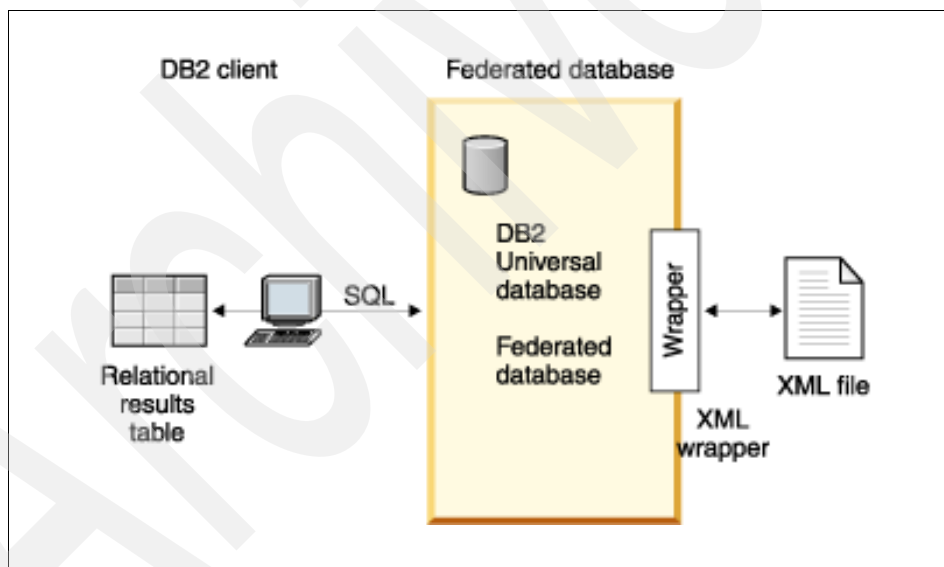 DB2 client
Federated database
DB2
Universal
database
Federated
database
SQL
Wrapper
Relational
results
table
XML file
XML
wrapper